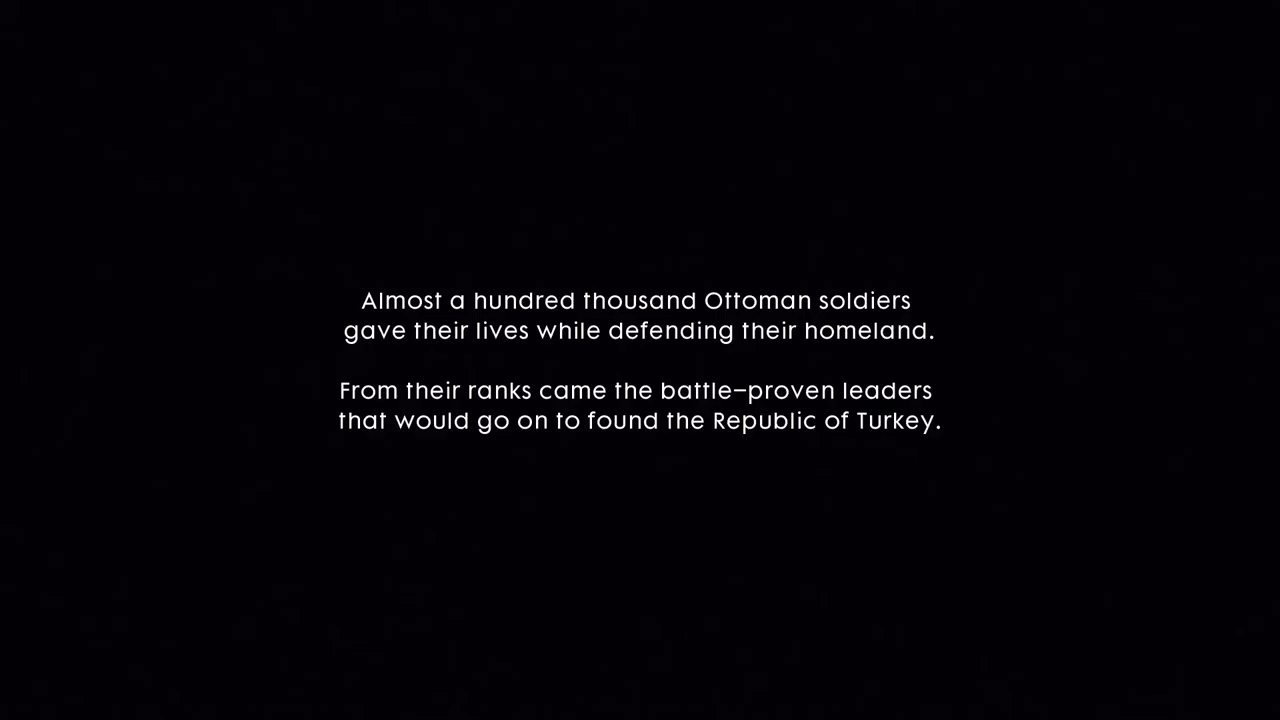 Almost a hundred thousand Ottoman soldiers
gave their lives while defending their homeland.
From their ranks came the battle–proven leaders
that would go on to found the Republic of Turkey.